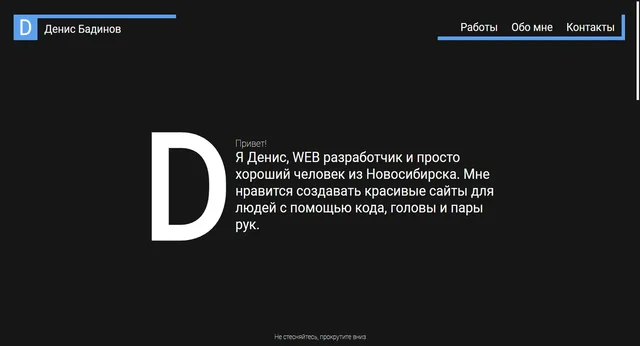 D
Денис Бадинов
Работы Обо мне Контакты
D
Привет!
Я Денис, WEB разработчик и просто
хороший человек из Новосибирска. Мне
нравится создавать красивые сайты для
людей с помощью кода, головы и пары
рук.
Не стесняйтесь, прокрутите вниз